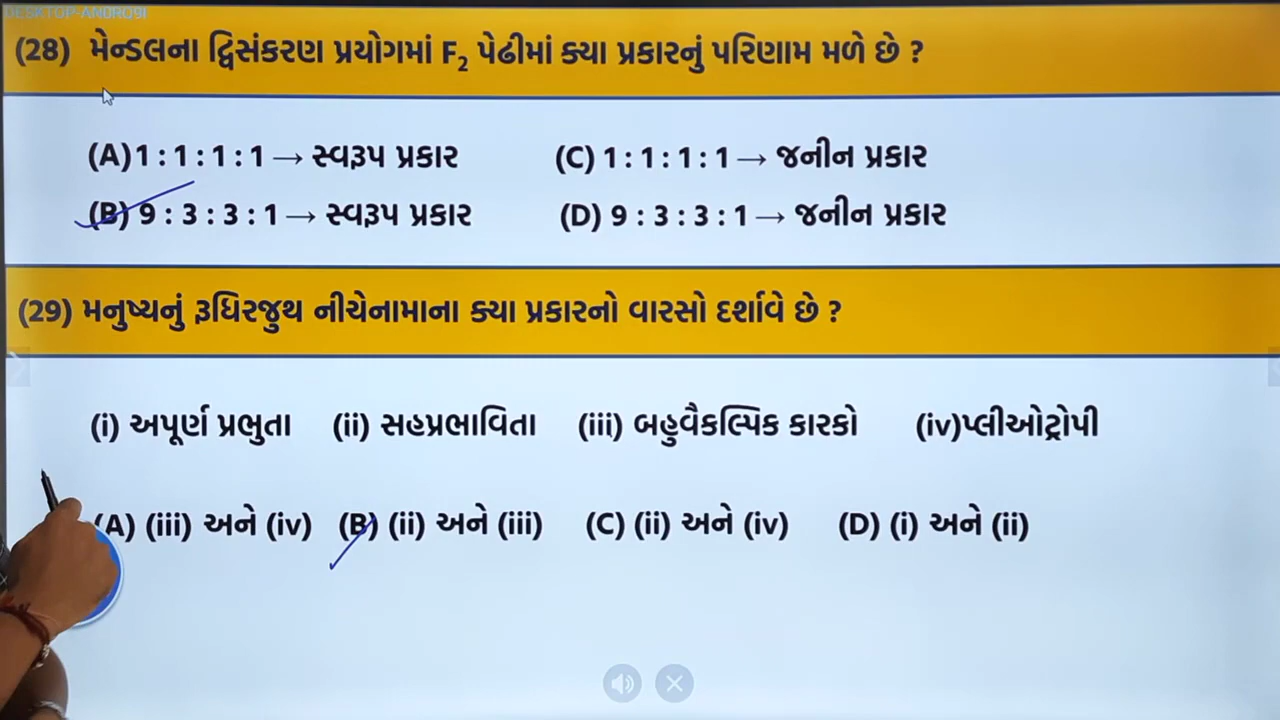 DESKTOP-ANDRO9I
(28) મેન્ડલના દ્વિસંકરણ પ્રયોગમાં F₂ પેઢીમાં ક્યા પ્રકારનું પરિણામ મળે છે ?
(A) 1 : 1 : 1 : 1 → સ્વરૂપ પ્રકાર (C) 1 : 1 : 1 : 1 → જનીન પ્રકાર
(B) 9 : 3 : 3 : 1 → સ્વરૂપ પ્રકાર (D) 9 : 3 : 3 : 1 → જનીન પ્રકાર
(29) મનુષ્યનું રૂધિરજુથ નીચેનામાના ક્યા પ્રકારનો વારસો દર્શાવે છે ?
(i) અપૂર્ણ પ્રભુતા (ii) સહપ્રભાવિતા (iii) બહુવૈકલ્પિક કારકો (iv)પ્લીઓટ્રોપી
(A) (iii) અને (iv) (B) (ii) અને (iii) (C) (ii) અને (iv) (D) (i) અને (ii)